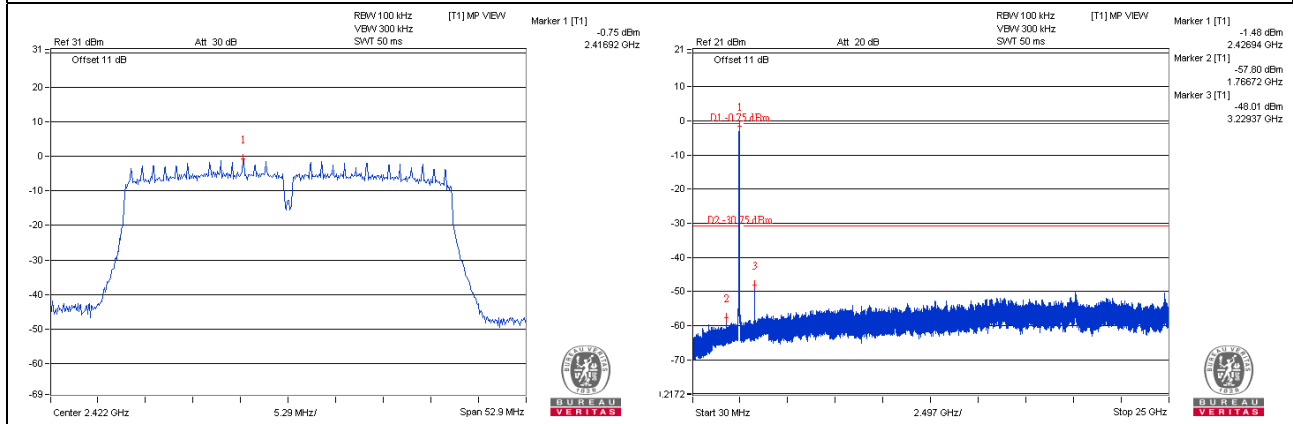 RBW 100 kHz [T1] MP VIEW
VBW 300 kHz
Ref 31 dBm Att 30 dB SWT 50 ms
Marker 1 [T1]
-0.75 dBm
2.41692 GHz
31
Offset 11 dB
20
10
0
-10
-20
-30
-40
-50
-60
-69
1
Center 2.422 GHz 5.29 MHz/ Span 52.9 MHz
BUREAU VERITAS
1828
BUREAU
VERITAS
RBW 100 kHz [T1] MP VIEW
VBW 300 kHz
Ref 21 dBm Att 20 dB SWT 50 ms
Marker 1 [T1]
-1.48 dBm
2.42694 GHz
Marker 2 [T1]
-57.80 dBm
1.76672 GHz
Marker 3 [T1]
-48.01 dBm
3.22937 GHz
21
Offset 11 dB
10
0
-10
-20
-30
-40
-50
-60
-70
1
D1 -0.75 dBm
D2 -30.75 dBm
3
2
Start 30 MHz 2.497 GHz/ Stop 25 GHz
BUREAU VERITAS
1828
BUREAU
VERITAS